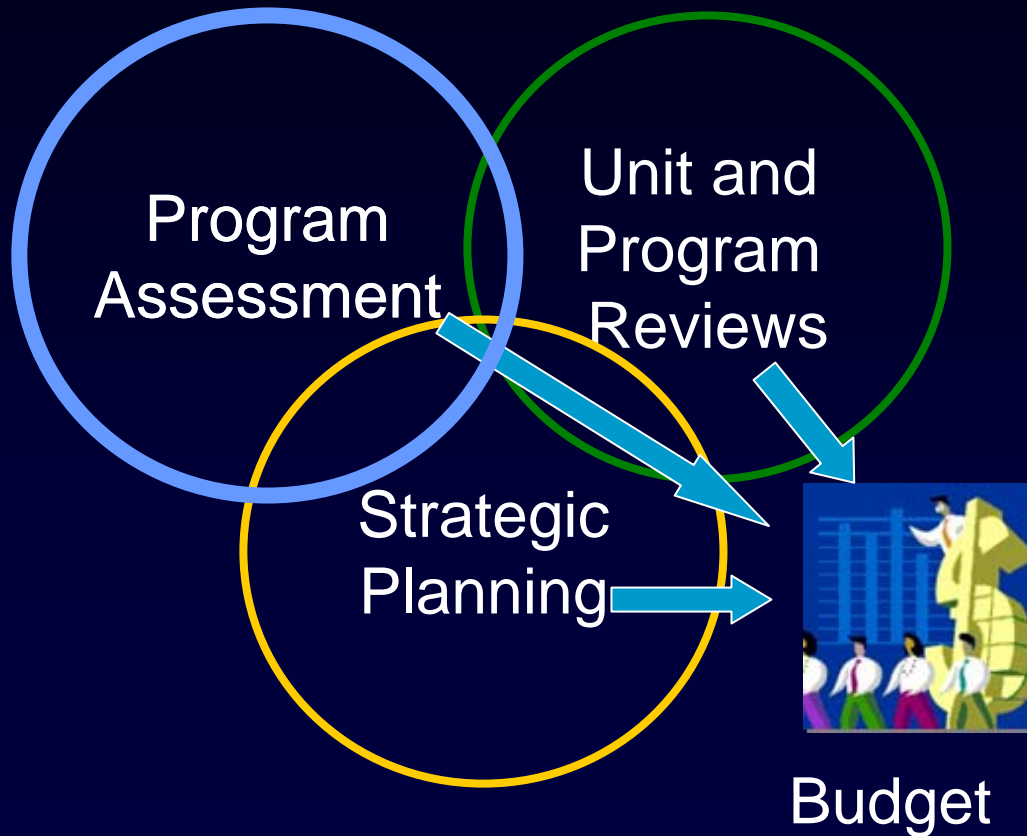 Program
Assessment
Unit and
Program
Reviews
Strategic
Planning
Budget